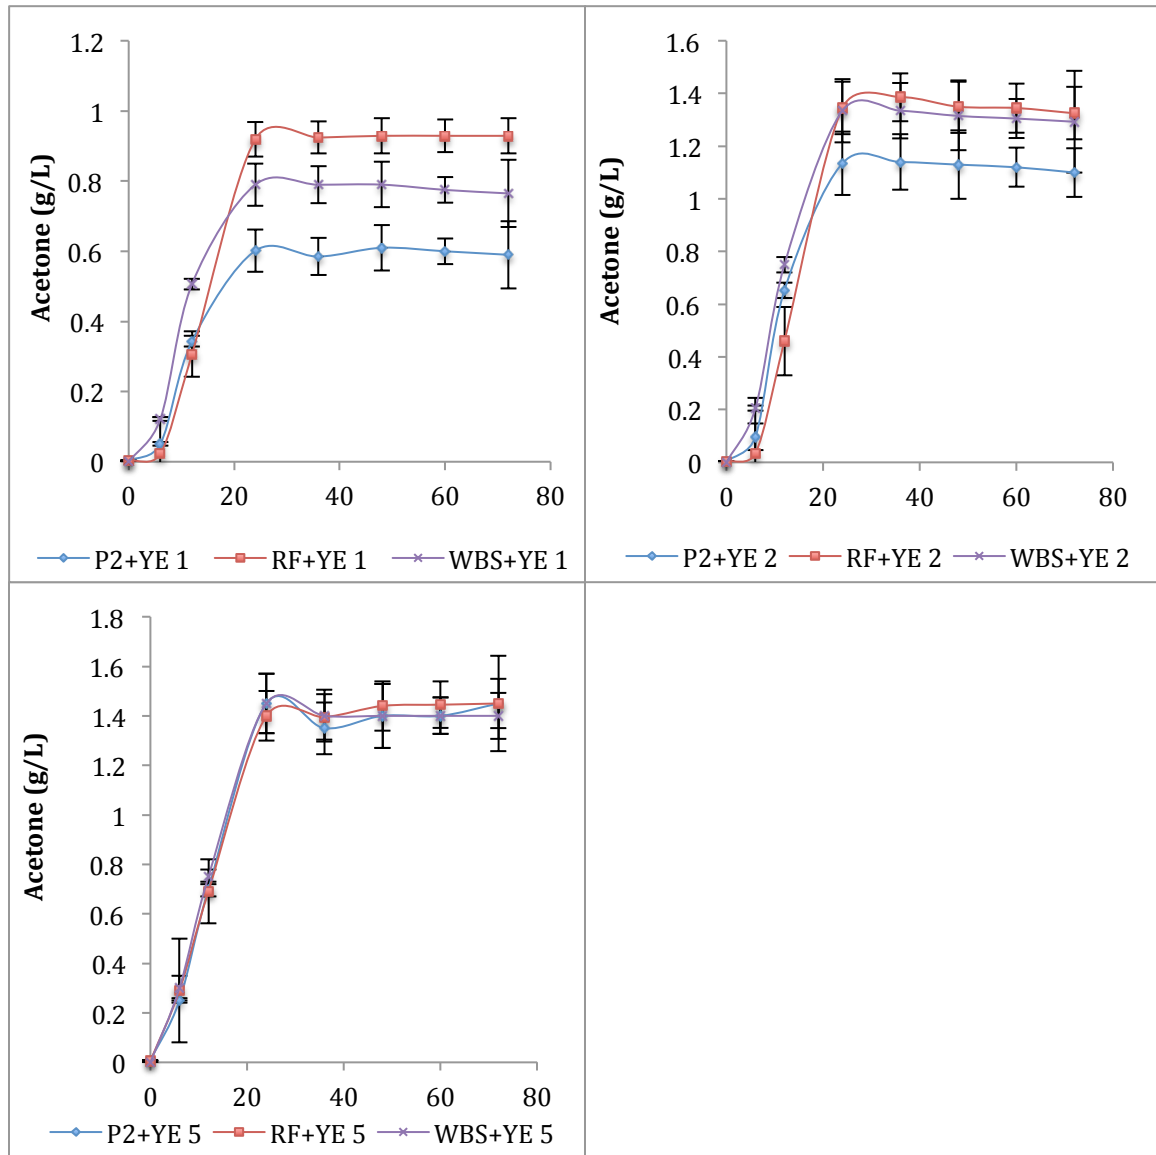 Acetone (g/L)
1.2
1
0.8
0.6
0.4
0.2
0
0 20 40 60 80
P2+YE 1 RF+YE 1 WBS+YE 1
Acetone (g/L)
1.6
1.4
1.2
1
0.8
0.6
0.4
0.2
0
0 20 40 60 80
P2+YE 2 RF+YE 2 WBS+YE 2
Acetone (g/L)
1.8
1.6
1.4
1.2
1
0.8
0.6
0.4
0.2
0
0 20 40 60 80
P2+YE 5 RF+YE 5 WBS+YE 5